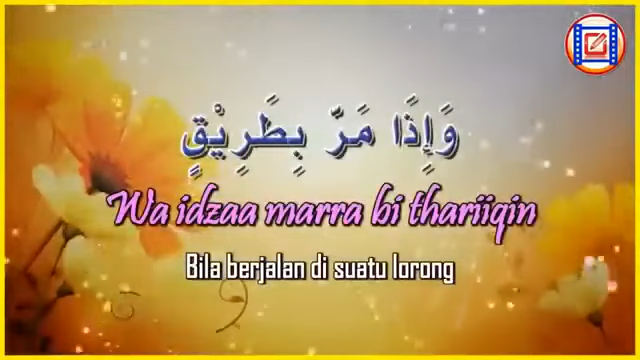 وَإِذَا مَرّ بِطَرِيْقٍ
Wa idzaa marra bi thariiqin
Bila berjalan di suatu lorong